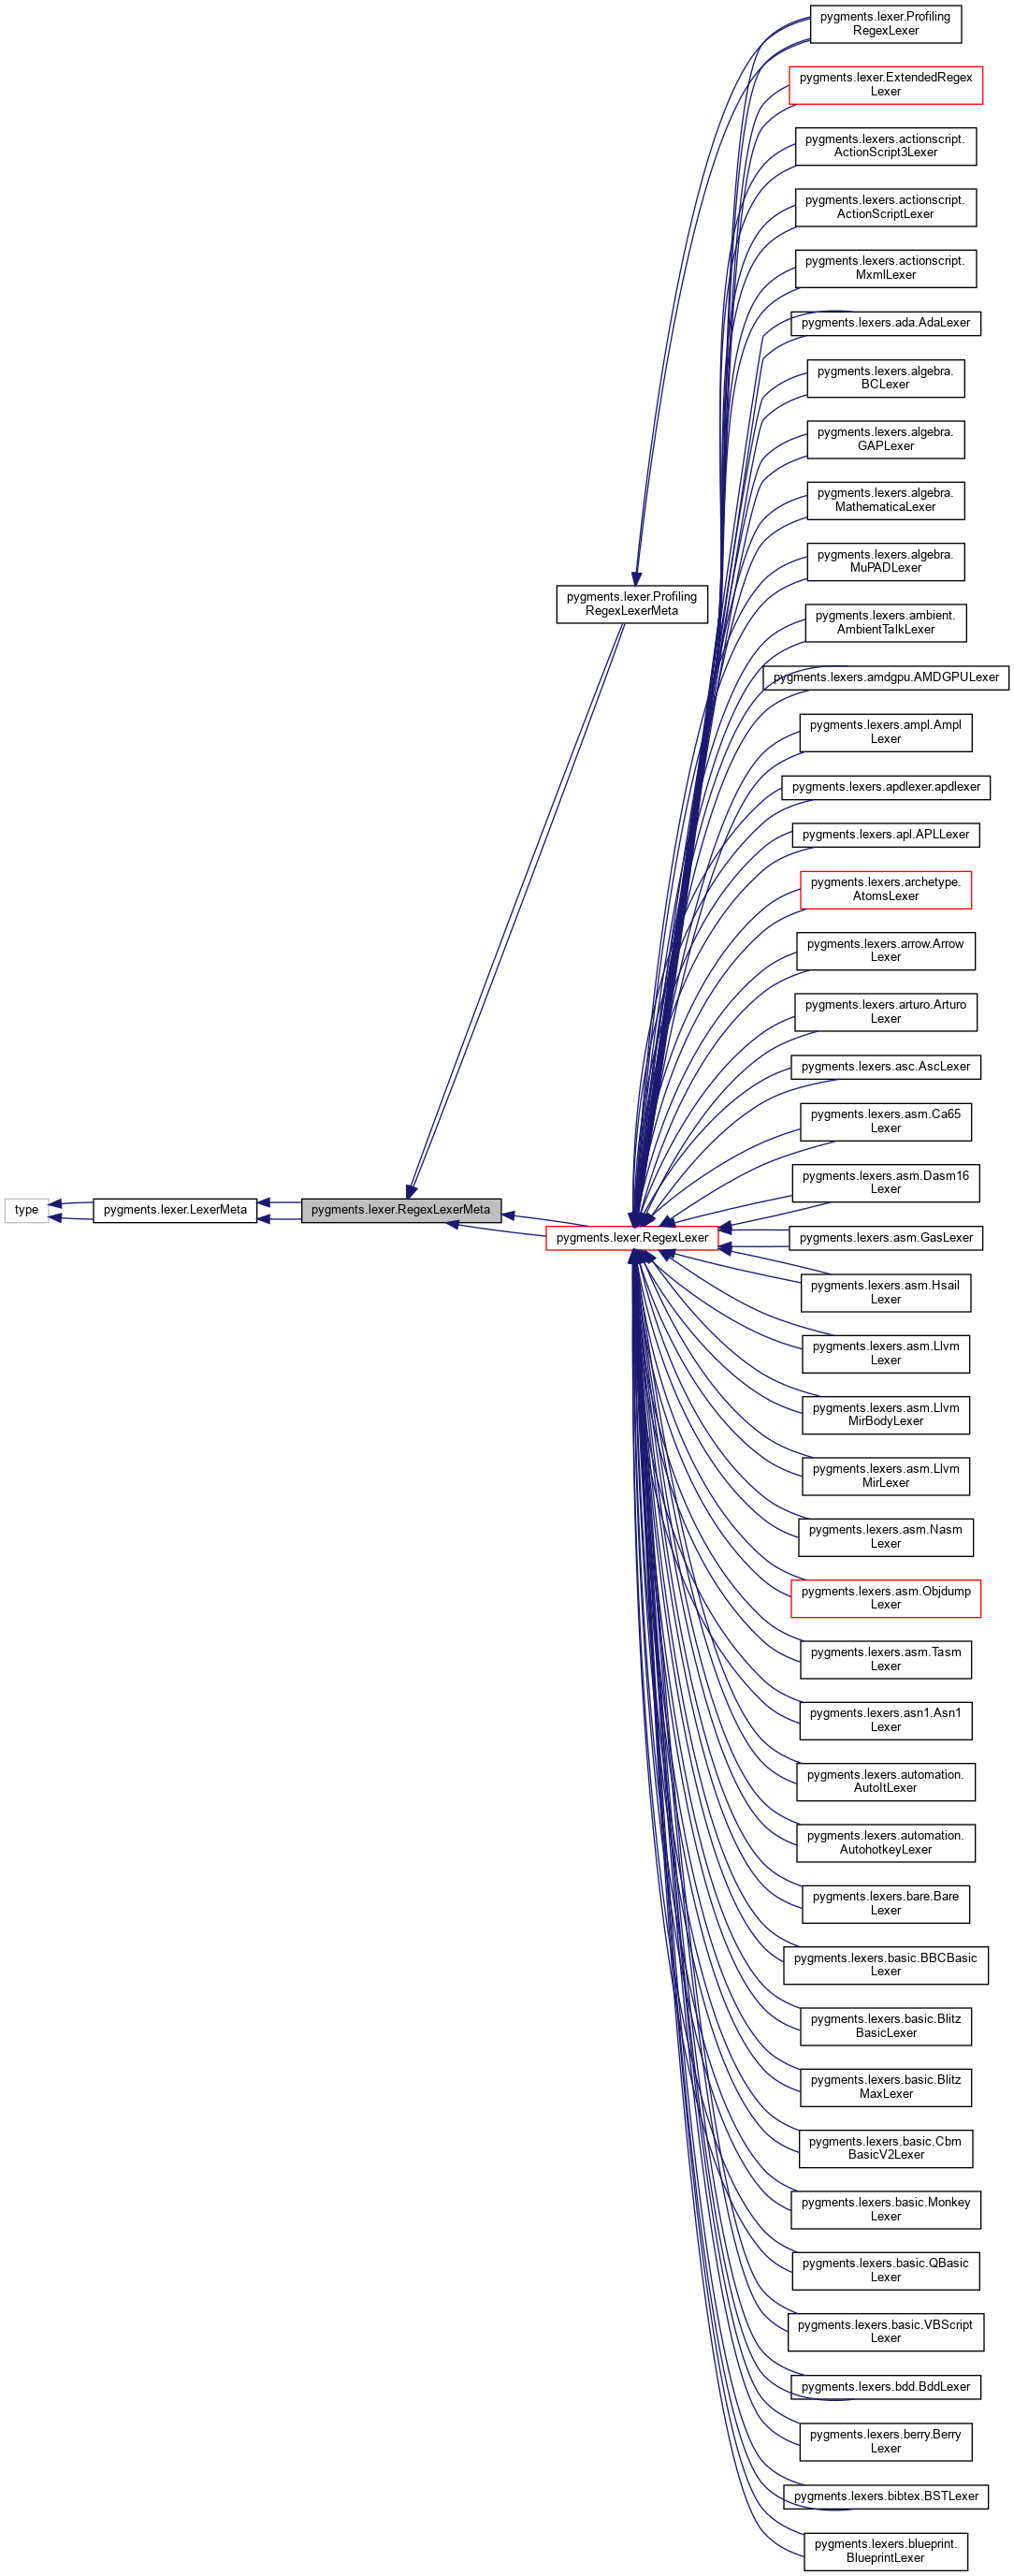 pygments.lexer.Profiling
RegexLexer
pygments.lexer.ExtendedRegex
Lexer
pygments.lexers.actionscript.
ActionScript3Lexer
pygments.lexers.actionscript.
ActionScriptLexer
pygments.lexers.actionscript.
MxmlLexer
pygments.lexers.ada.AdaLexer
pygments.lexers.algebra.
BCLexer
pygments.lexers.algebra.
GAPLexer
pygments.lexers.algebra.
MathematicaLexer
pygments.lexers.algebra.
MuPADLexer
pygments.lexer.Profiling
RegexLexerMeta
pygments.lexers.ambient.
AmbientTalkLexer
pygments.lexers.amdgpu.AMDGPULexer
pygments.lexers.ampl.Ampl
Lexer
pygments.lexers.apdlexer.apdlexer
pygments.lexers.apl.APLLexer
pygments.lexers.archetype.
AtomsLexer
pygments.lexers.arrow.Arrow
Lexer
pygments.lexers.arturo.Arturo
Lexer
pygments.lexers.asc.AscLexer
pygments.lexers.asm.Ca65
Lexer
pygments.lexers.asm.Dasm16
Lexer
type
pygments.lexer.LexerMeta
pygments.lexer.RegexLexerMeta
pygments.lexer.RegexLexer
pygments.lexers.asm.GasLexer
pygments.lexers.asm.Hsail
Lexer
pygments.lexers.asm.Llvm
Lexer
pygments.lexers.asm.Llvm
MirBodyLexer
pygments.lexers.asm.Llvm
MirLexer
pygments.lexers.asm.Nasm
Lexer
pygments.lexers.asm.Objdump
Lexer
pygments.lexers.asm.Tasm
Lexer
pygments.lexers.asn1.Asn1
Lexer
pygments.lexers.automation.
AutoItLexer
pygments.lexers.automation.
AutohotkeyLexer
pygments.lexers.bare.Bare
Lexer
pygments.lexers.basic.BBCBasic
Lexer
pygments.lexers.basic.Blitz
BasicLexer
pygments.lexers.basic.Blitz
MaxLexer
pygments.lexers.basic.Cbm
BasicV2Lexer
pygments.lexers.basic.Monkey
Lexer
pygments.lexers.basic.QBasic
Lexer
pygments.lexers.basic.VBScript
Lexer
pygments.lexers.bdd.BddLexer
pygments.lexers.berry.Berry
Lexer
pygments.lexers.bibtex.BSTLexer
pygments.lexers.blueprint.
BlueprintLexer